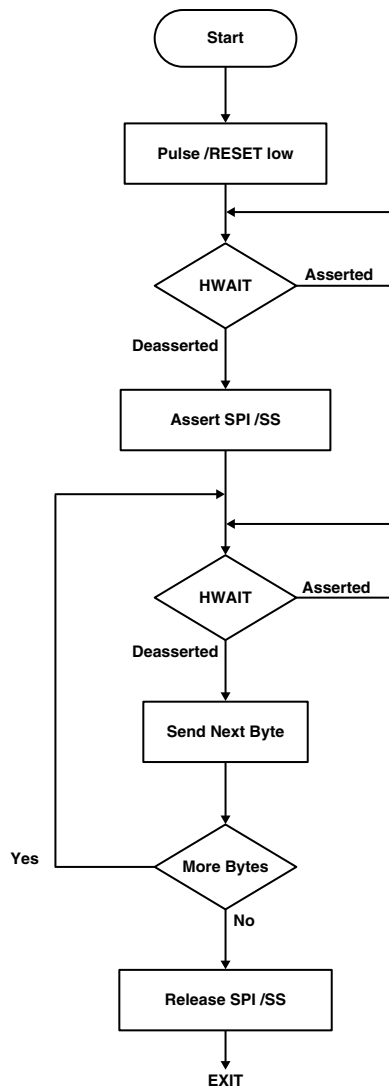 Start
Pulse /RESET low
HWAIT
Asserted
Deasserted
Assert SPI /SS
HWAIT
Asserted
Deasserted
Send Next Byte
Yes
More Bytes
No
Release SPI /SS
EXIT